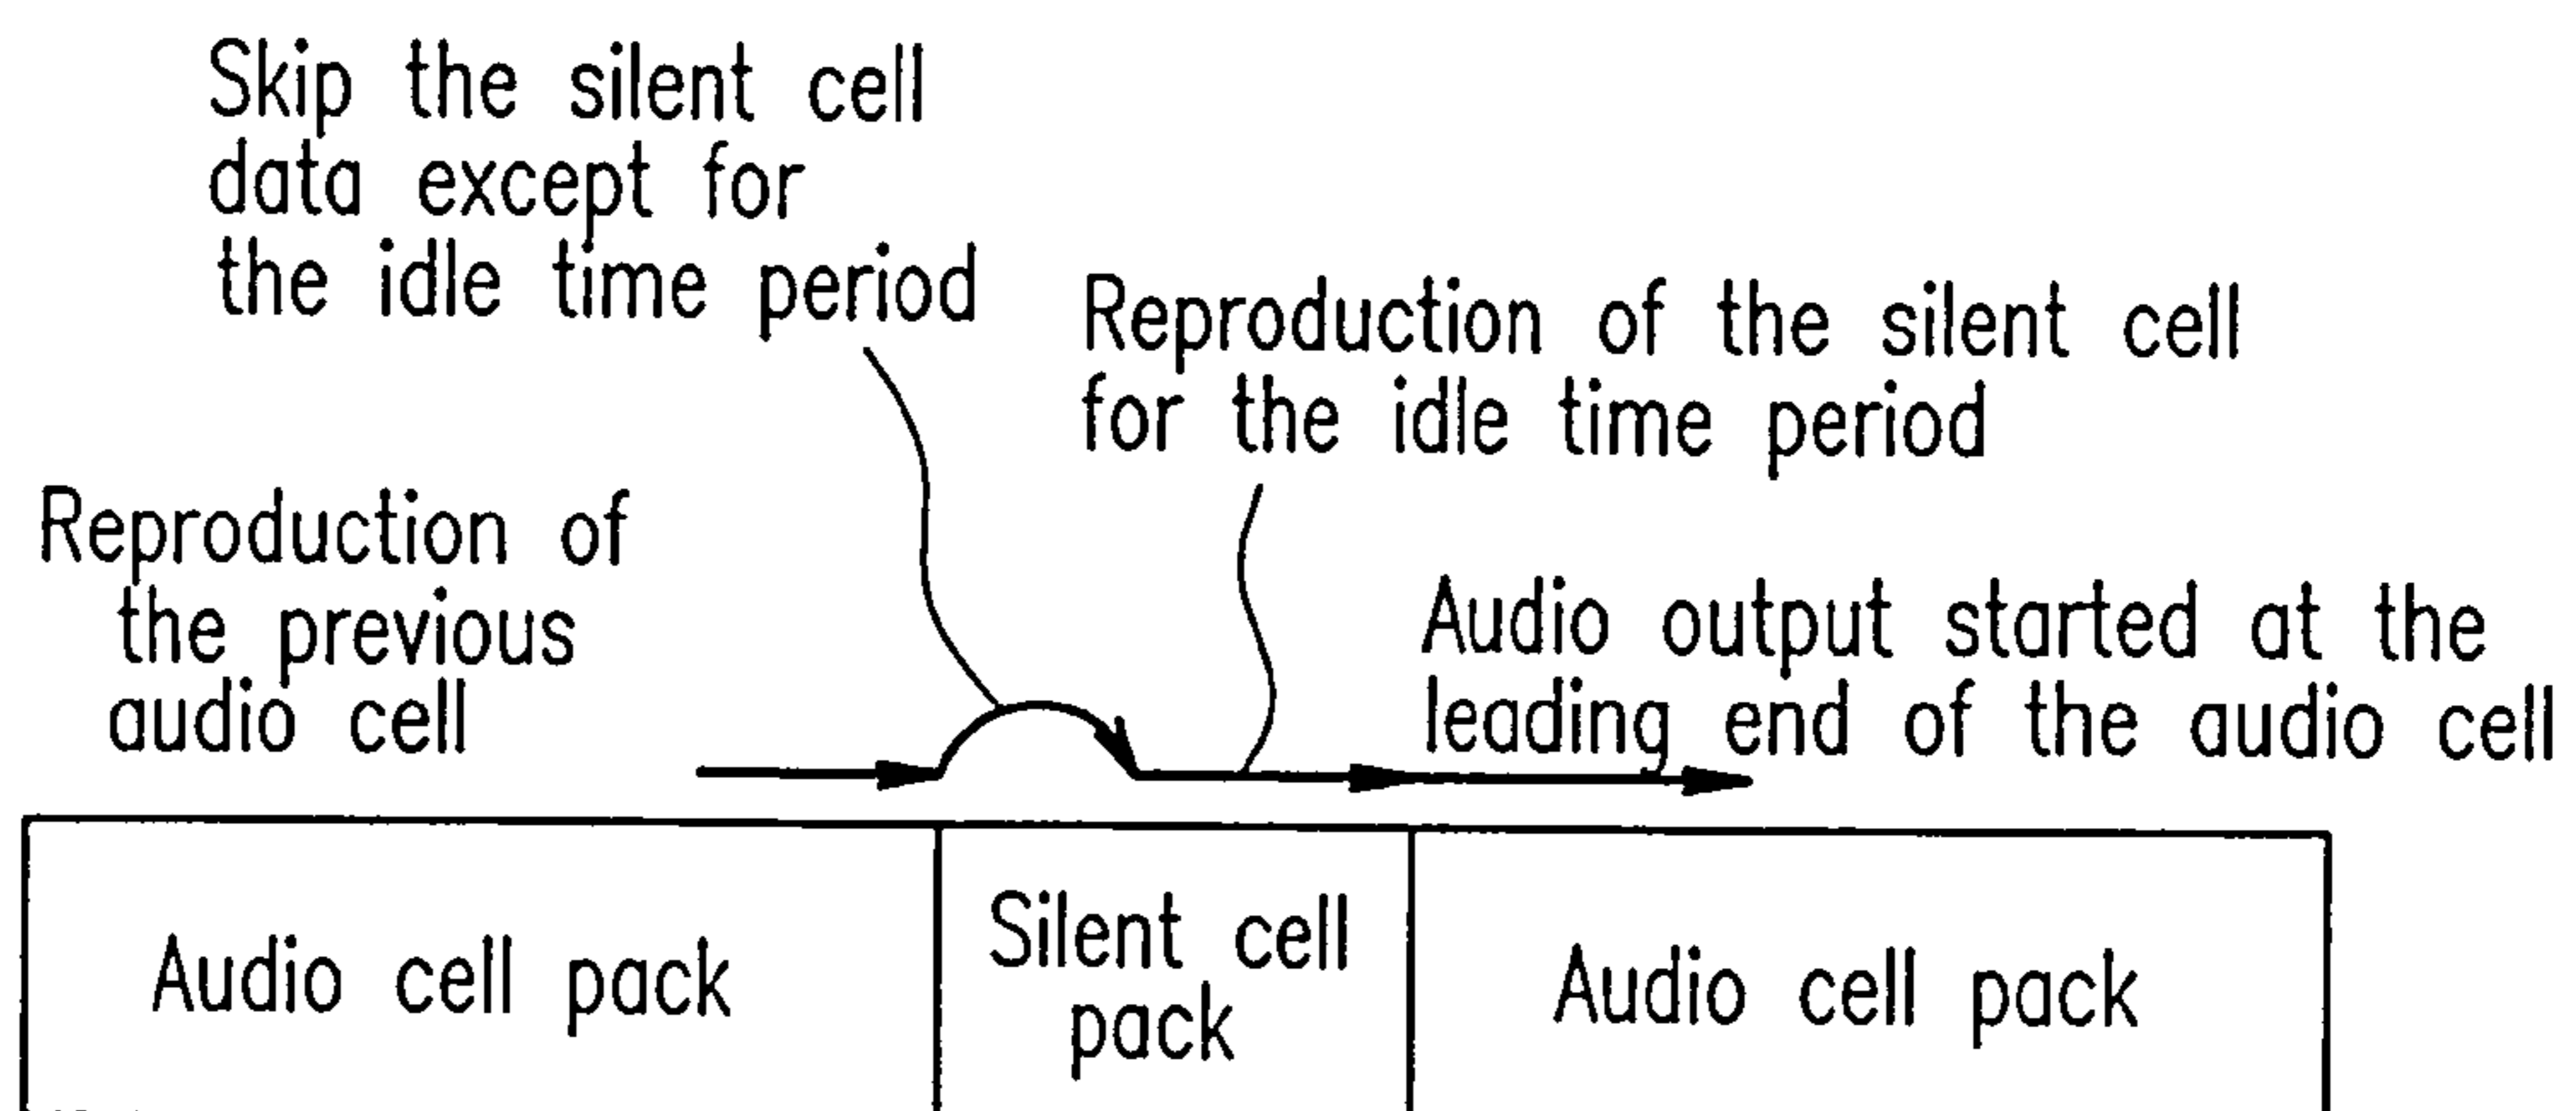 Skip the silent cell
data except for
the idle time period
Reproduction of the silent cell
for the idle time period
Reproduction of
the previous
audio cell
Audio output started at the
leading end of the audio cell
Audio cell pack
Silent cell
pack
Audio cell pack